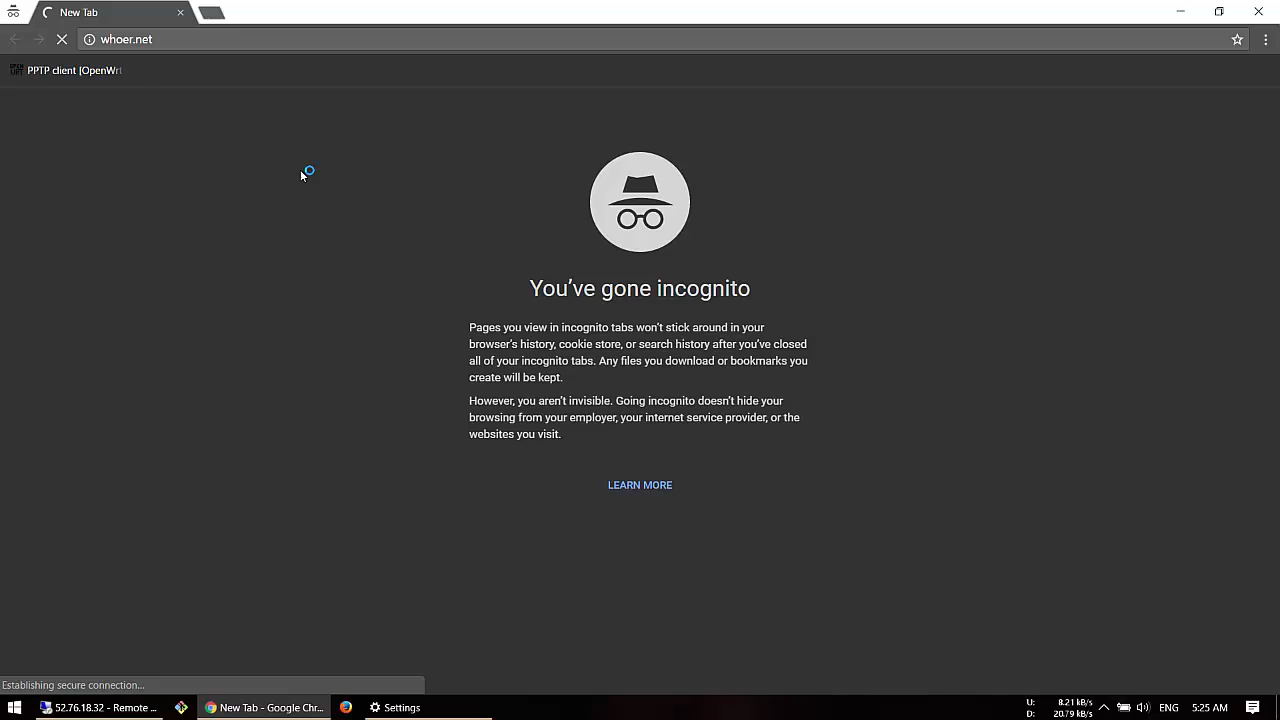 New Tab
whoer.net
PPTP client [OpenWrt
You've gone incognito
Pages you view in incognito tabs won't stick around in your
browser's history, cookie store, or search history after you've closed
all of your incognito tabs. Any files you download or bookmarks you
create will be kept.
However, you aren't invisible. Going incognito doesn't hide your
browsing from your employer, your internet service provider, or the
websites you visit.
LEARN MORE
Establishing secure connection...
52.76.18.32 - Remote ...
New Tab - Google Chr...
Settings
U: 8.21 kB/s
D: 20.79 kB/s
ENG
5:25 AM